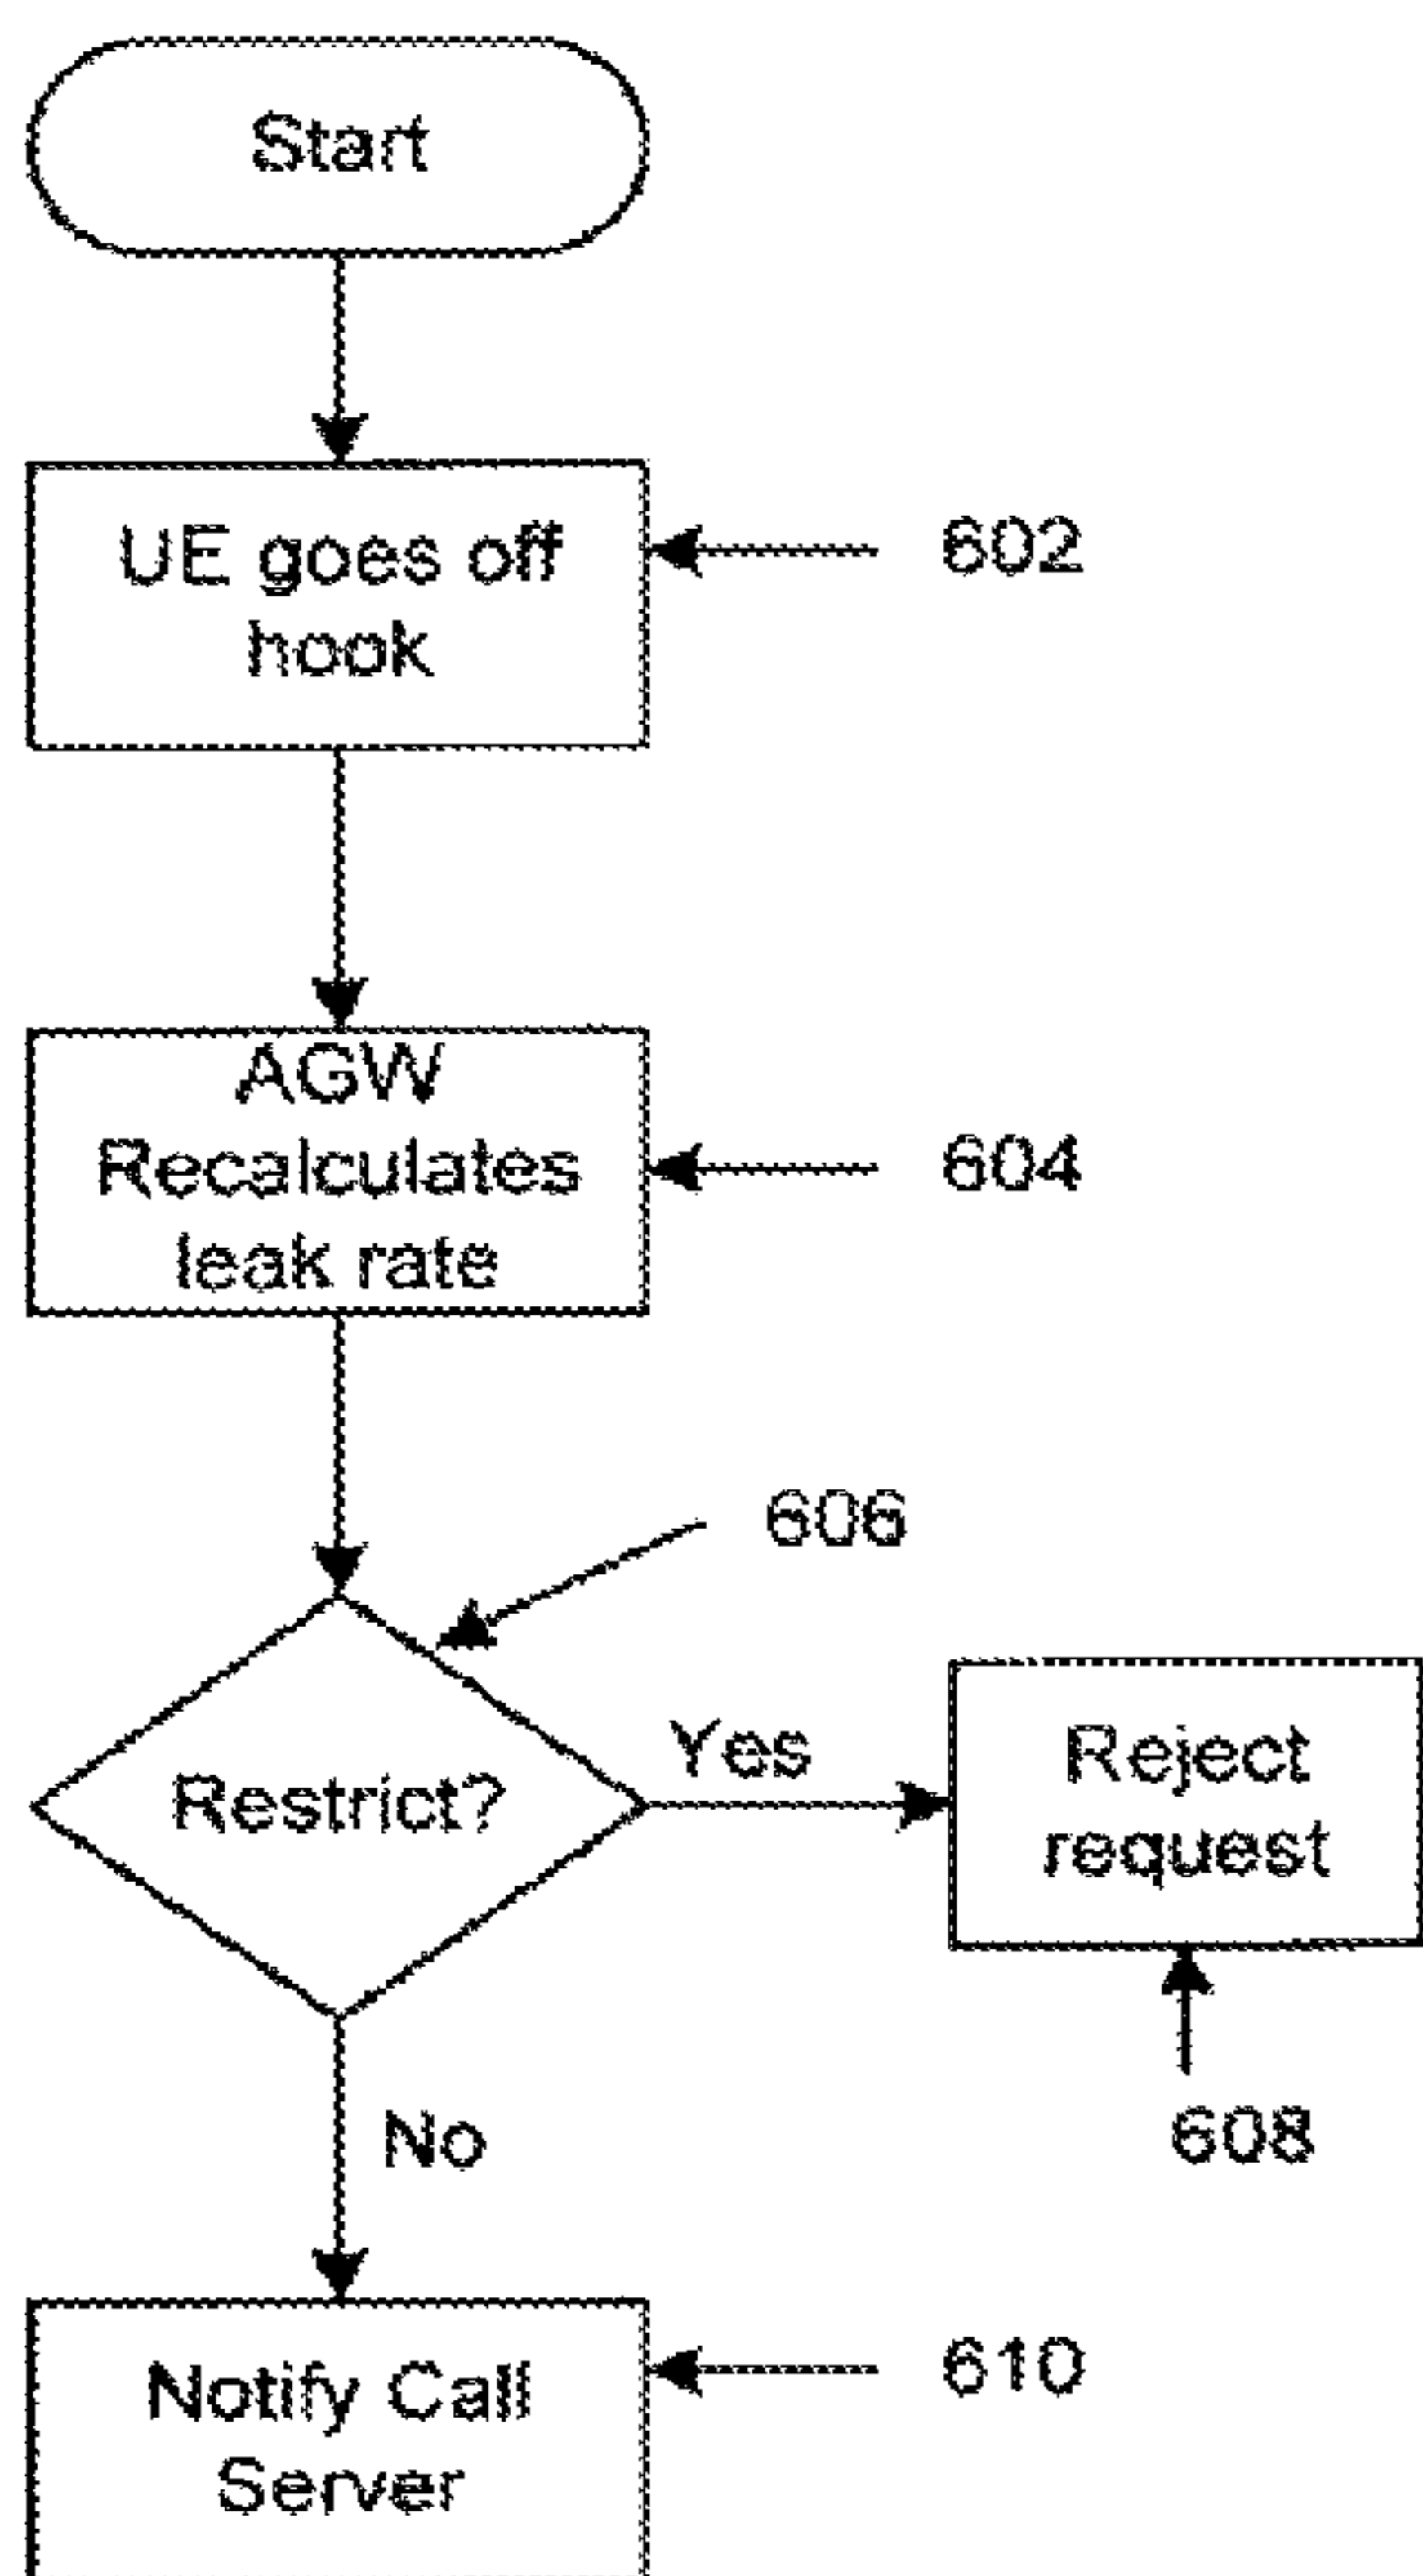 Start
UE goes off
hook
602
AGW
Recalculates
leak rate
604
606
Restrict?
Yes
Reject
request
608
No
Notify Call
Server
610